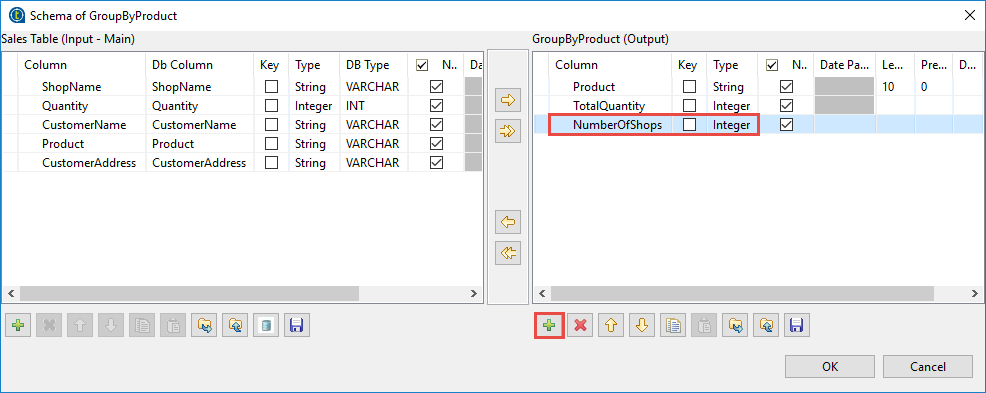 Schema of GroupByProduct
Sales Table (Input - Main)
Column Db Column Key Type DB Type N.. Da
ShopName ShopName String VARCHAR
Quantity Quantity Integer INT
CustomerName CustomerName String VARCHAR
Product Product String VARCHAR
CustomerAddress CustomerAddress String VARCHAR
GroupByProduct (Output)
Column Key Type N.. Date Pa... Le... Pre... D...
Product String 10 0
TotalQuantity Integer
NumberOfShops Integer
OK Cancel